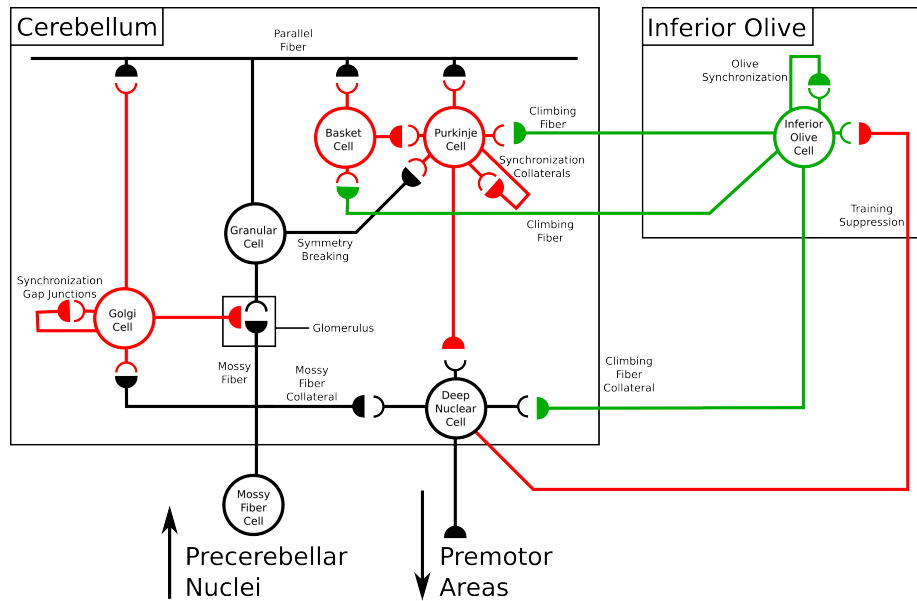 Cerebellum
Inferior Olive
Parallel
Fiber
Olive
Synchronization
Climbing
Fiber
Basket
Cell
Purkinje
Cell
Inferior
Olive
Cell
Synchronization
Collaterals
Training
Suppression
Climbing
Fiber
Granular
Cell
Symmetry
Breaking
Synchronization
Gap Junctions
Golgi
Cell
Glomerulus
Mossy
Fiber
Mossy
Fiber
Collateral
Climbing
Fiber
Collateral
Deep
Nuclear
Cell
Mossy
Fiber
Cell
Precerebellar
Nuclei
Premotor
Areas